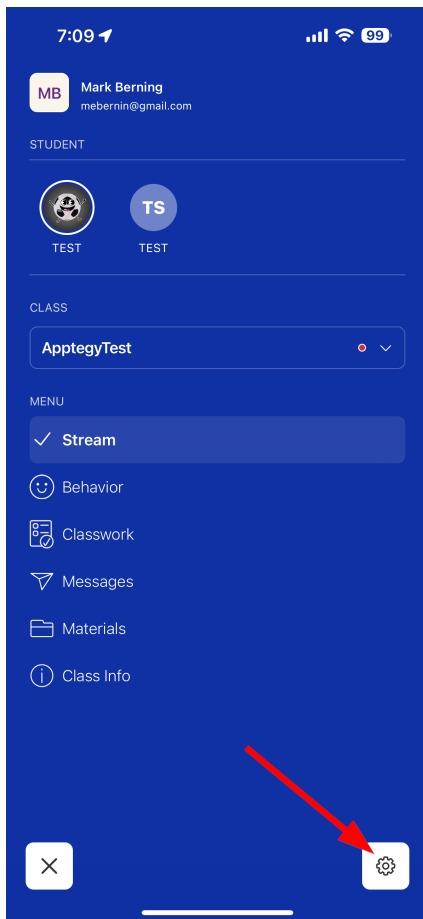 7:09
99
MB
Mark Berning
mebernin@gmail.com
STUDENT
TS
TEST
TEST
CLASS
ApptegyTest
MENU
Stream
Behavior
Classwork
Messages
Materials
Class Info